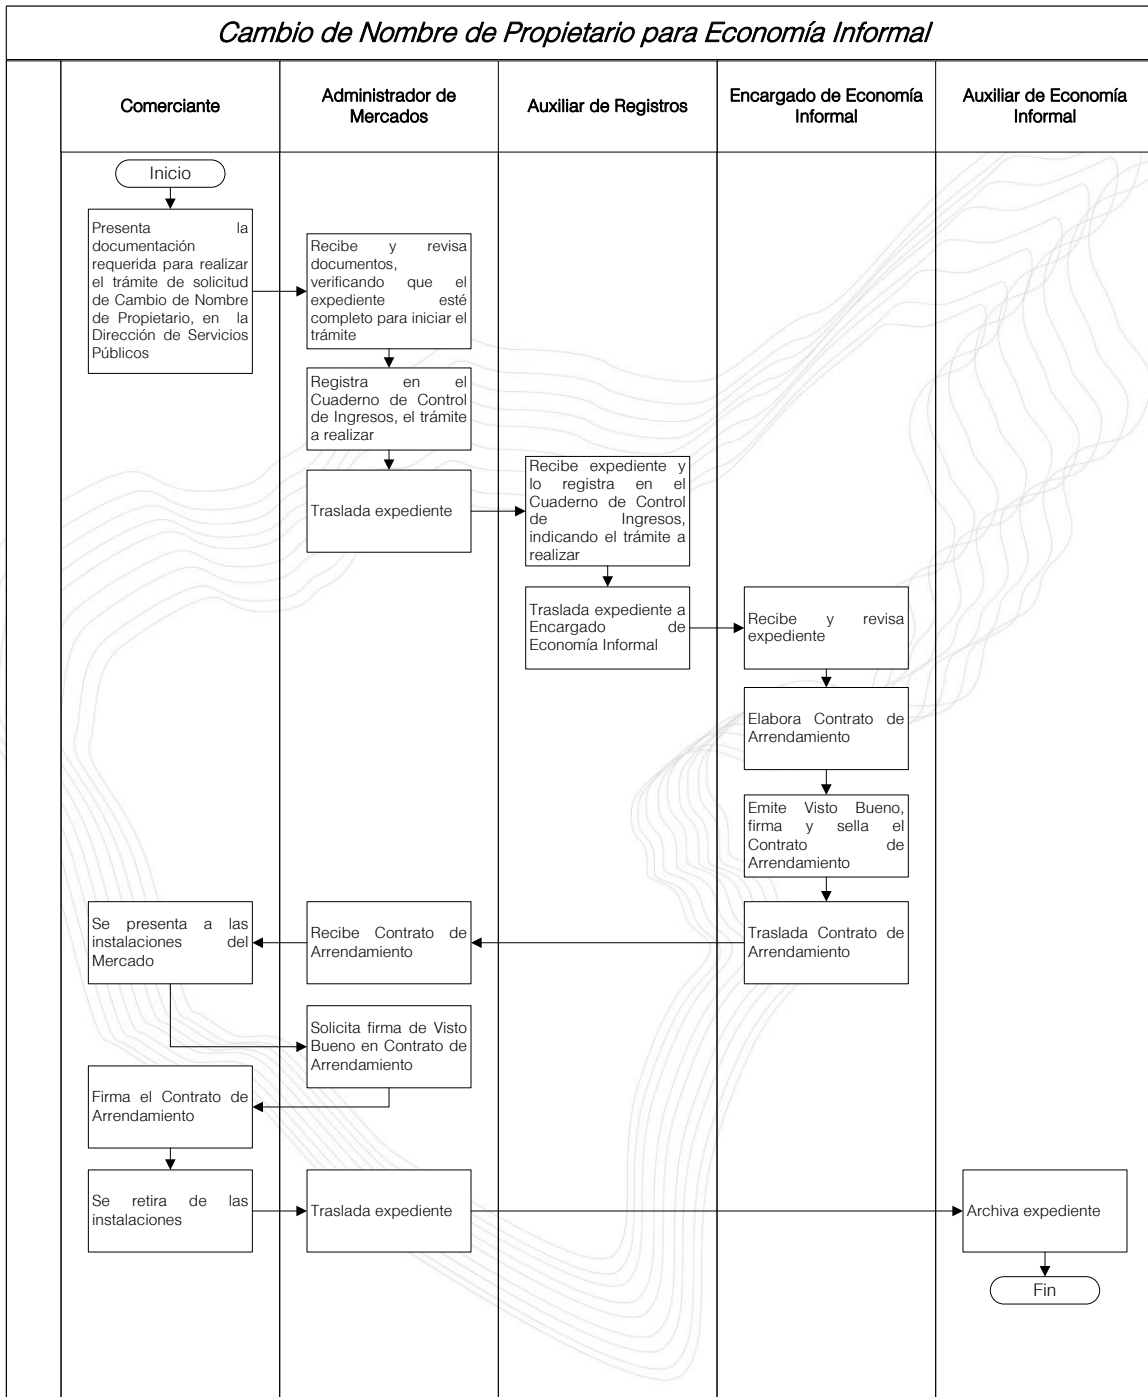 Cambio de Nombre de Propietario para Economía Informal
Comerciante
Administrador de
Mercados
Auxiliar de Registros
Encargado de Economía
Informal
Auxiliar de Economía
Informal
Inicio
Presenta la
documentación
requerida para realizar
el trámite de solicitud
de Cambio de Nombre
de Propietario, en la
Dirección de Servicios
Públicos
Recibe y revisa
documentos,
verificando que el
expediente esté
completo para iniciar el
trámite
Registra en el
Cuaderno de Control
de Ingresos, el trámite
a realizar
Traslada expediente
Recibe expediente y
lo registra en el
Cuaderno de Control
de Ingresos,
indicando el trámite a
realizar
Traslada expediente a
Encargado de
Economía Informal
Recibe y revisa
expediente
Elabora Contrato de
Arrendamiento
Emite Visto Bueno,
firma y sella el
Contrato de
Arrendamiento
Traslada Contrato de
Arrendamiento
Recibe Contrato de
Arrendamiento
Se presenta a las
instalaciones del
Mercado
Solicita firma de Visto
Bueno en Contrato de
Arrendamiento
Firma el Contrato de
Arrendamiento
Se retira de las
instalaciones
Traslada expediente
Archiva expediente
Fin